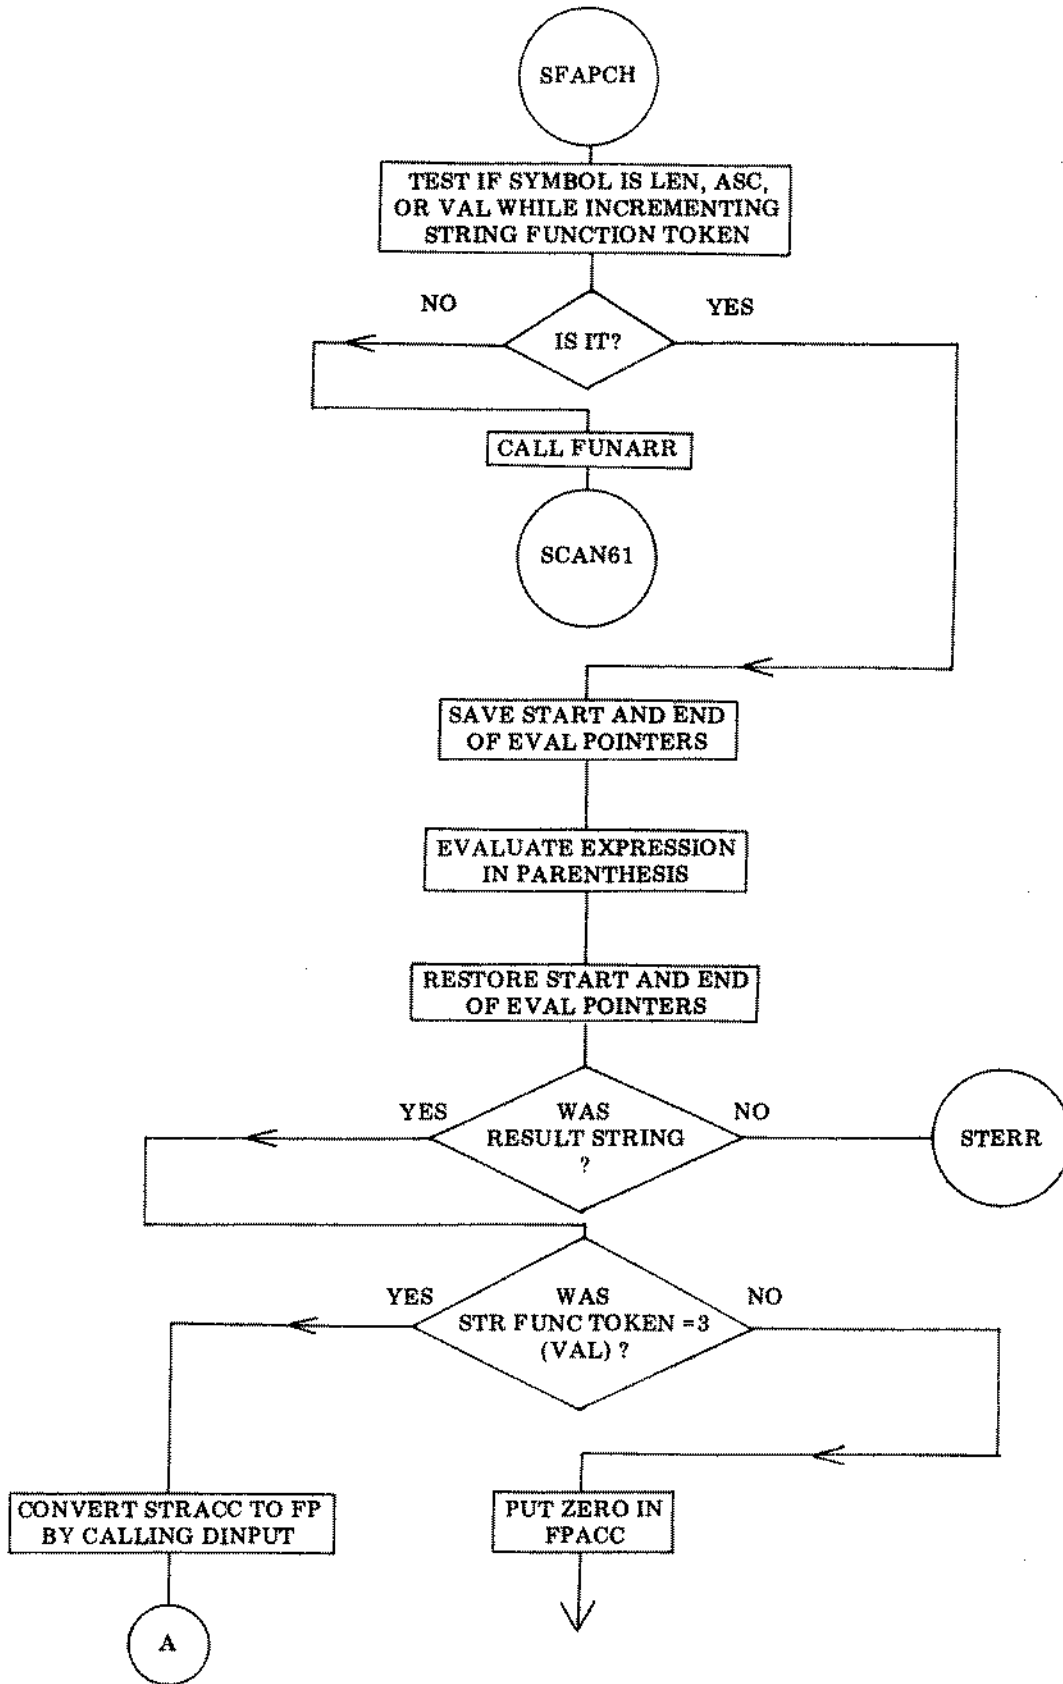 SFAPCH
TEST IF SYMBOL IS LEN, ASC,
OR VAL WHILE INCREMENTING
STRING FUNCTION TOKEN
NO
YES
IS IT?
CALL FUNARR
SCAN61
SAVE START AND END
OF EVAL POINTERS
EVALUATE EXPRESSION
IN PARENTHESIS
RESTORE START AND END
OF EVAL POINTERS
YES
WAS
RESULT STRING
?
NO
STERR
YES
WAS
STR FUNC TOKEN =3
(VAL) ?
NO
CONVERT STRACC TO FP
BY CALLING DINPUT
PUT ZERO IN
FPACC
A